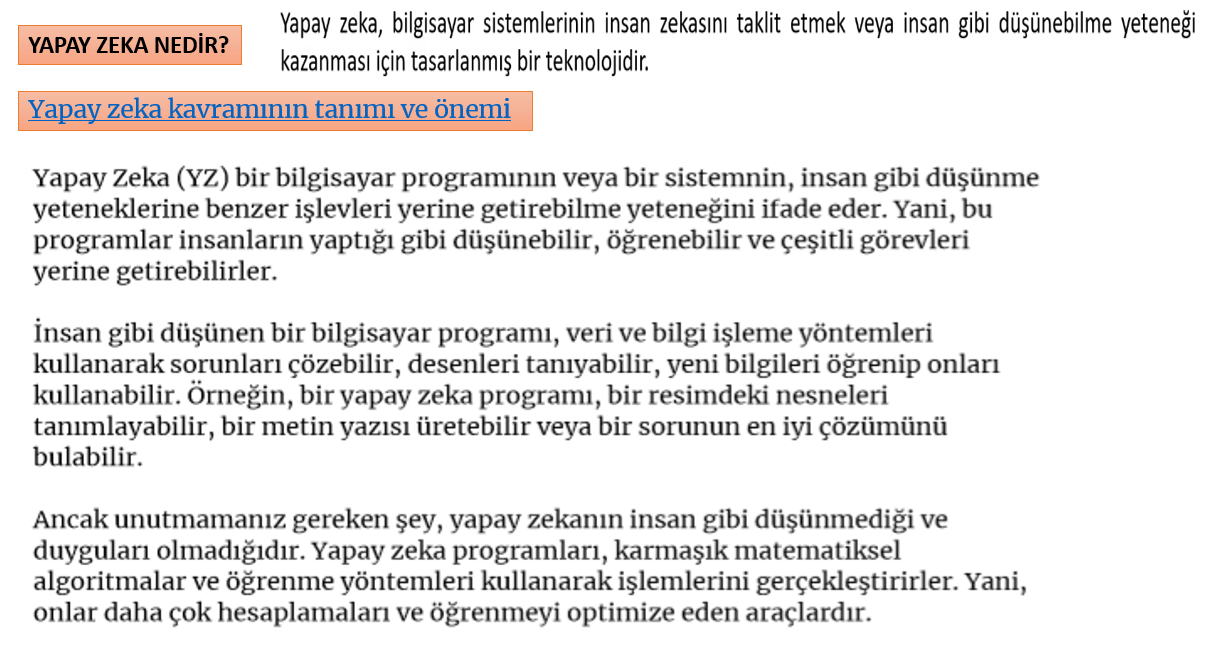 YAPAY ZEKA NEDİR?
Yapay zeka, bilgisayar sistemlerinin insan zekasını taklit etmek veya insan gibi düşünebilme yeteneği
kazanması için tasarlanmış bir teknolojidir.
Yapay zeka kavramının tanımı ve önemi
Yapay Zeka (YZ) bir bilgisayar programının veya bir sistemnin, insan gibi düşünme
yeteneklerine benzer işlevleri yerine getirebilme yeteneğini ifade eder. Yani, bu
programlar insanların yaptığı gibi düşünebilir, öğrenebilir ve çeşitli görevleri
yerine getirebilirler.
İnsan gibi düşünen bir bilgisayar programı, veri ve bilgi işleme yöntemleri
kullanarak sorunları çözebilir, desenleri tanıyabilir, yeni bilgileri öğrenip onları
kullanabilir. Örneğin, bir yapay zeka programı, bir resimdeki nesneleri
tanımlayabilir, bir metin yazısı üretebilir veya bir sorunun en iyi çözümünü
bulabilir.
Ancak unutmamanız gereken şey, yapay zekanın insan gibi düşünmediği ve
duyguları olmadığıdır. Yapay zeka programları, karmaşık matematiksel
algoritmalar ve öğrenme yöntemleri kullanarak işlemlerini gerçekleştirirler. Yani,
onlar daha çok hesaplamaları ve öğrenmeyi optimize eden araçlardır.